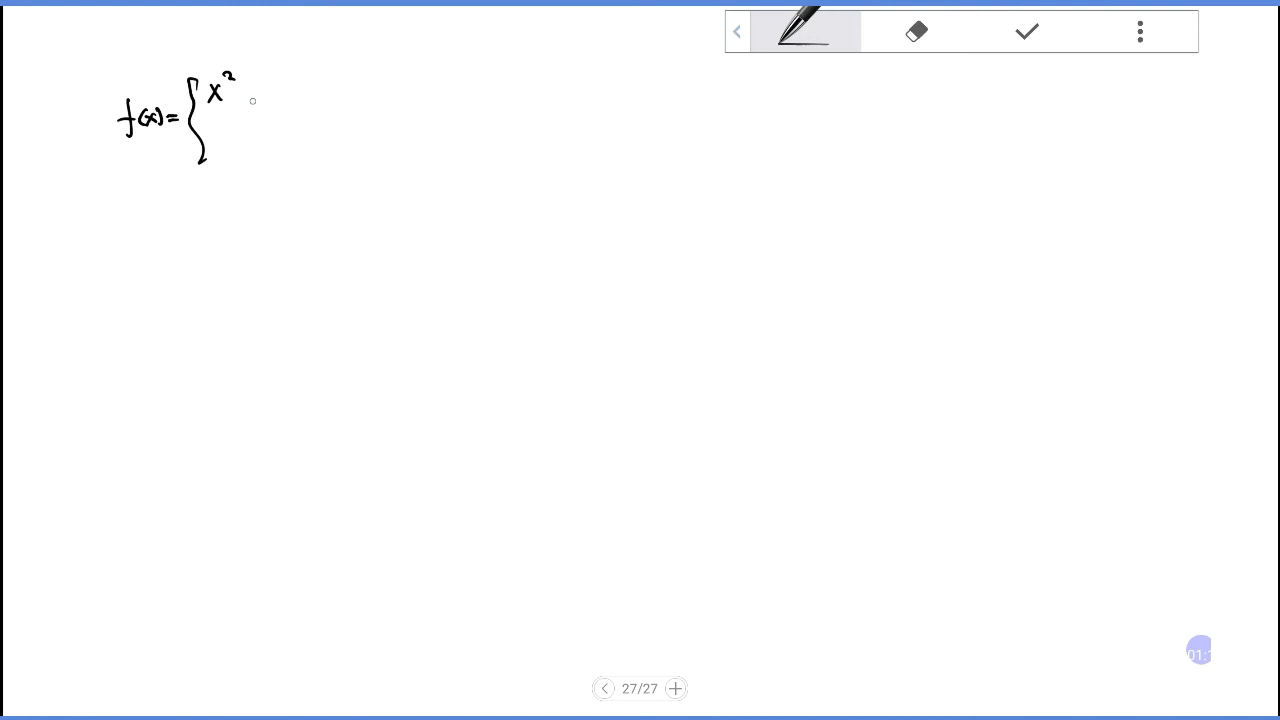 f(x) = { x²
27/27